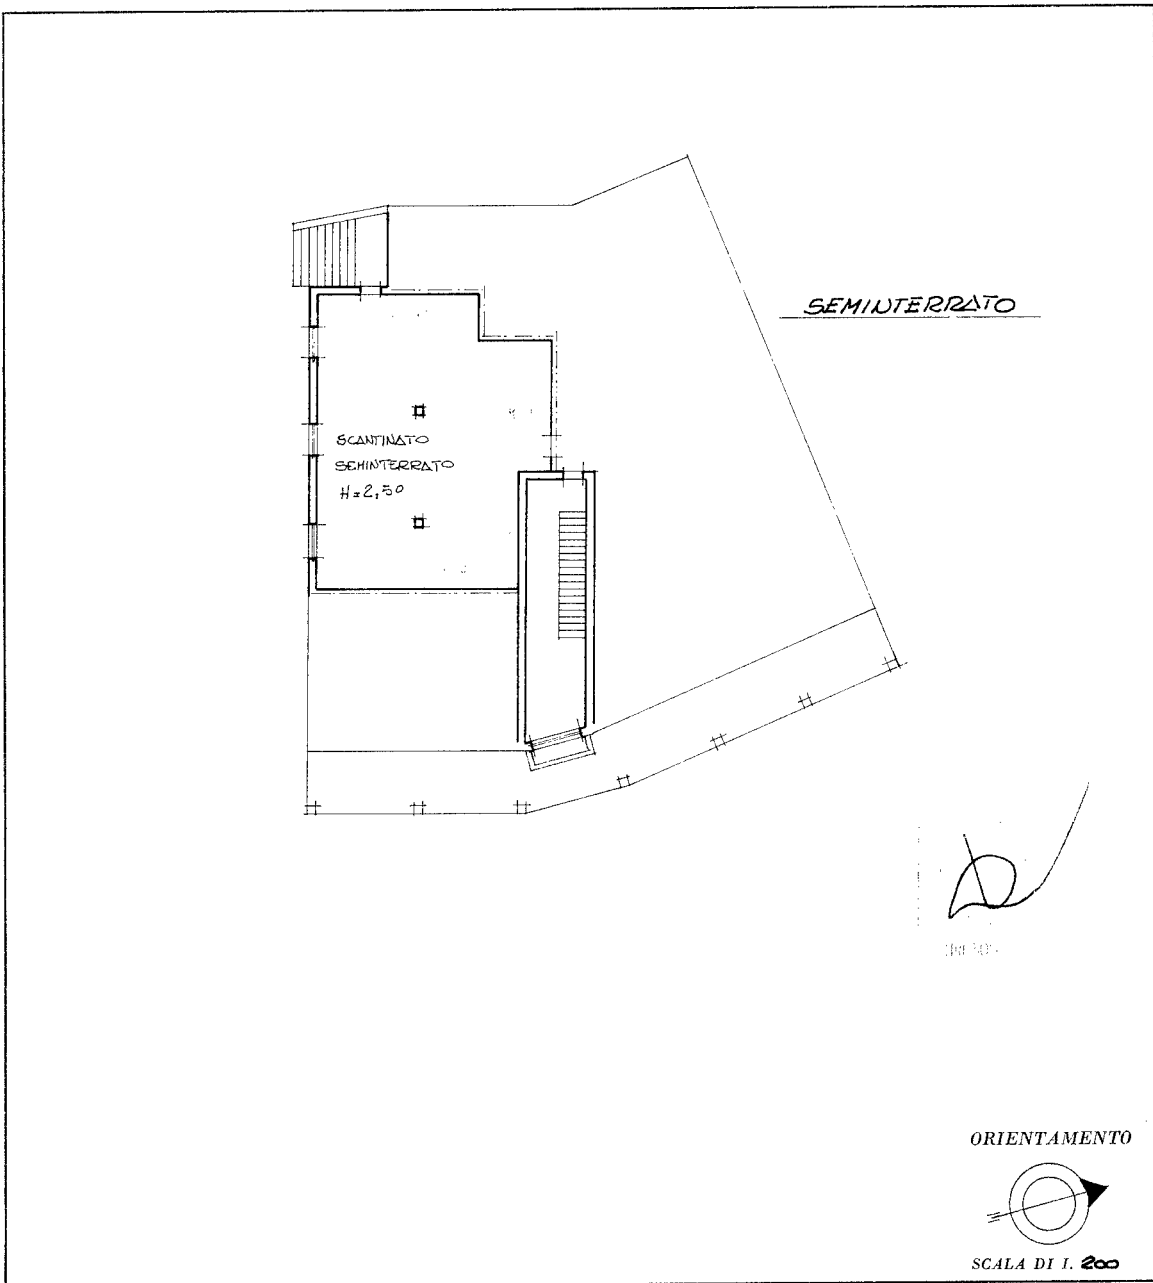 SEMINTERRATO
SCANTINATO
SEMINTERRATO
H=2,50
ORIENTAMENTO
SCALA DI 1. 200